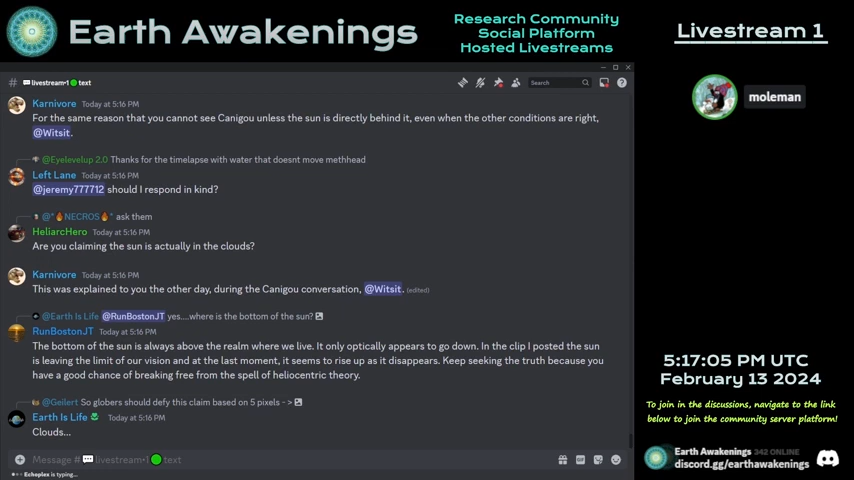 Earth Awakenings
Research Community
Social Platform
Hosted Livestreams
Livestream 1
# livestream-1 text
Search
Karnivore Today at 5:16 PM
For the same reason that you cannot see Canigou unless the sun is directly behind it, even when the other conditions are right,
@Witsit.
@Eyelevelup 2.0 Thanks for the timelapse with water that doesnt move methhead
Left Lane Today at 5:16 PM
@jeremy777712 should I respond in kind?
@*🔥NECROS🔥* ask them
HeliarcHero Today at 5:16 PM
Are you claiming the sun is actually in the clouds?
Karnivore Today at 5:16 PM
This was explained to you the other day, during the Canigou conversation, @Witsit. (edited)
@Earth Is Life @RunBostonJT yes....where is the bottom of the sun?
RunBostonJT Today at 5:16 PM
The bottom of the sun is always above the realm where we live. It only optically appears to go down. In the clip I posted the sun
is leaving the limit of our vision and at the last moment, it seems to rise up as it disappears. Keep seeking the truth because you
have a good chance of breaking free from the spell of heliocentric theory.
@Geilert So globers should defy this claim based on 5 pixels - >
Earth Is Life Today at 5:16 PM
Clouds...
Message # livestream-1 text
Echoplex is typing...
moleman
5:17:05 PM UTC
February 13 2024
To join in the discussions, navigate to the link
below to join the community server platform!
Earth Awakenings 342 ONLINE
discord.gg/earthawakenings